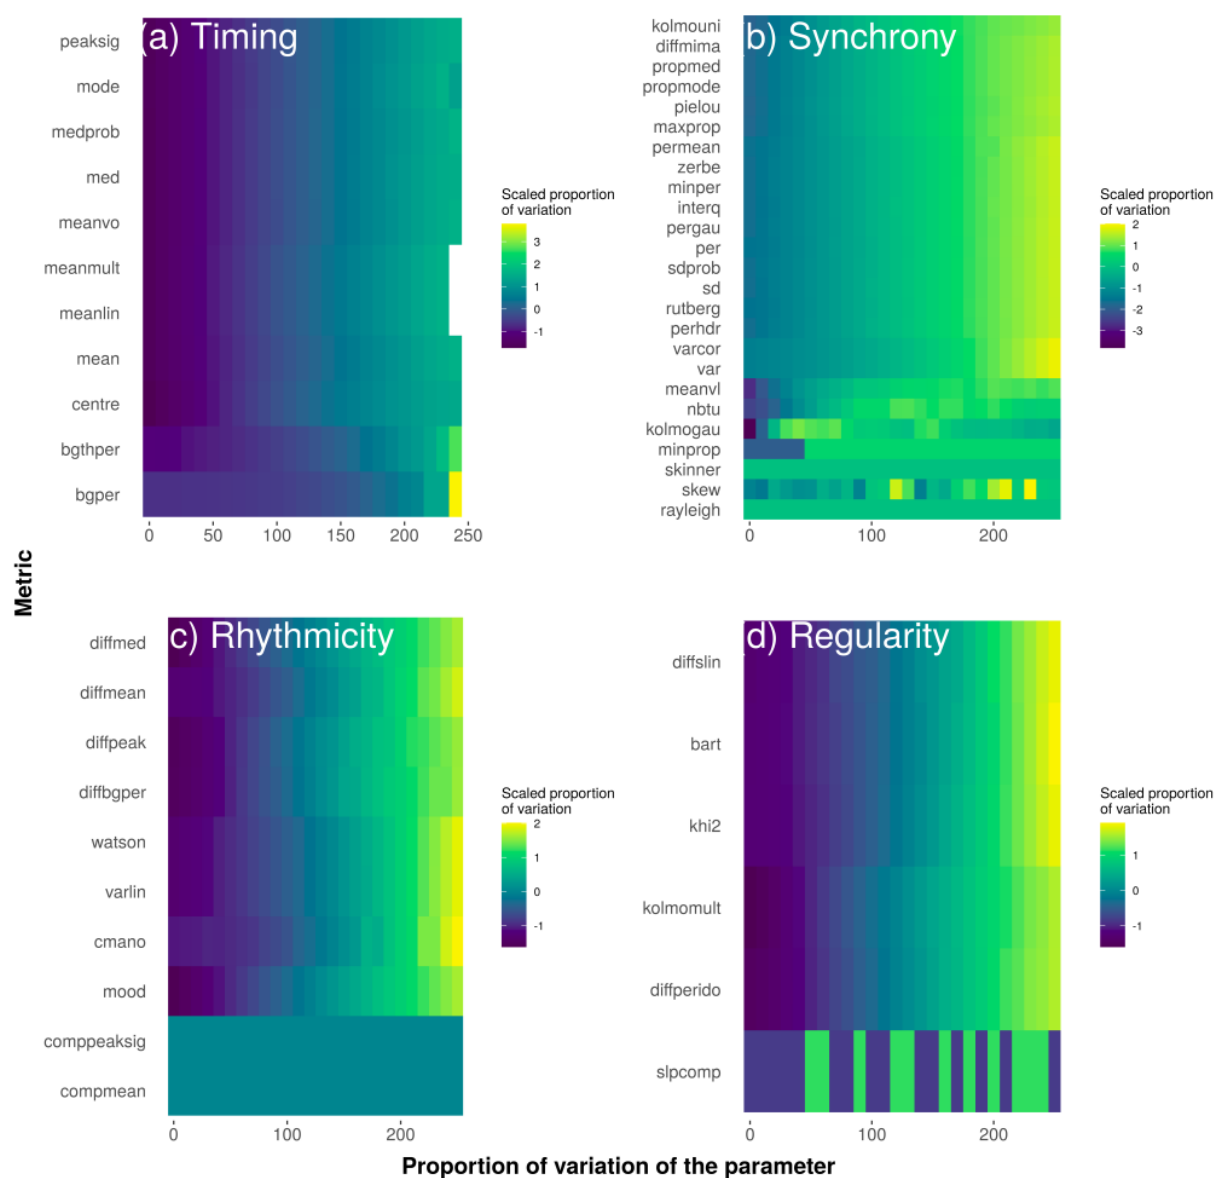 (a) Timing
peaksig
mode
medprob
med
meanvo
meanmult
meanlin
mean
centre
bgthper
bgper
0 50 100 150 200 250
Scaled proportion
of variation
3
2
1
0
-1
b) Synchrony
kolmouni
diffmima
propmed
propmode
pielou
maxprop
permean
zerbe
minper
interq
pergau
per
sdprob
sd
rutberg
perhdr
varcor
var
meanvl
nbtu
kolmogau
minprop
skinner
skew
rayleigh
0 100 200
Scaled proportion
of variation
2
1
0
-1
-2
-3
Metric
c) Rhythmicity
diffmed
diffmean
diffpeak
diffbgper
watson
varlin
cmano
mood
comppeaksig
compmean
0 100 200
Scaled proportion
of variation
2
1
0
-1
d) Regularity
diffslin
bart
khi2
kolmomult
diffperido
slpcomp
0 100 200
Scaled proportion
of variation
1
0
-1
Proportion of variation of the parameter